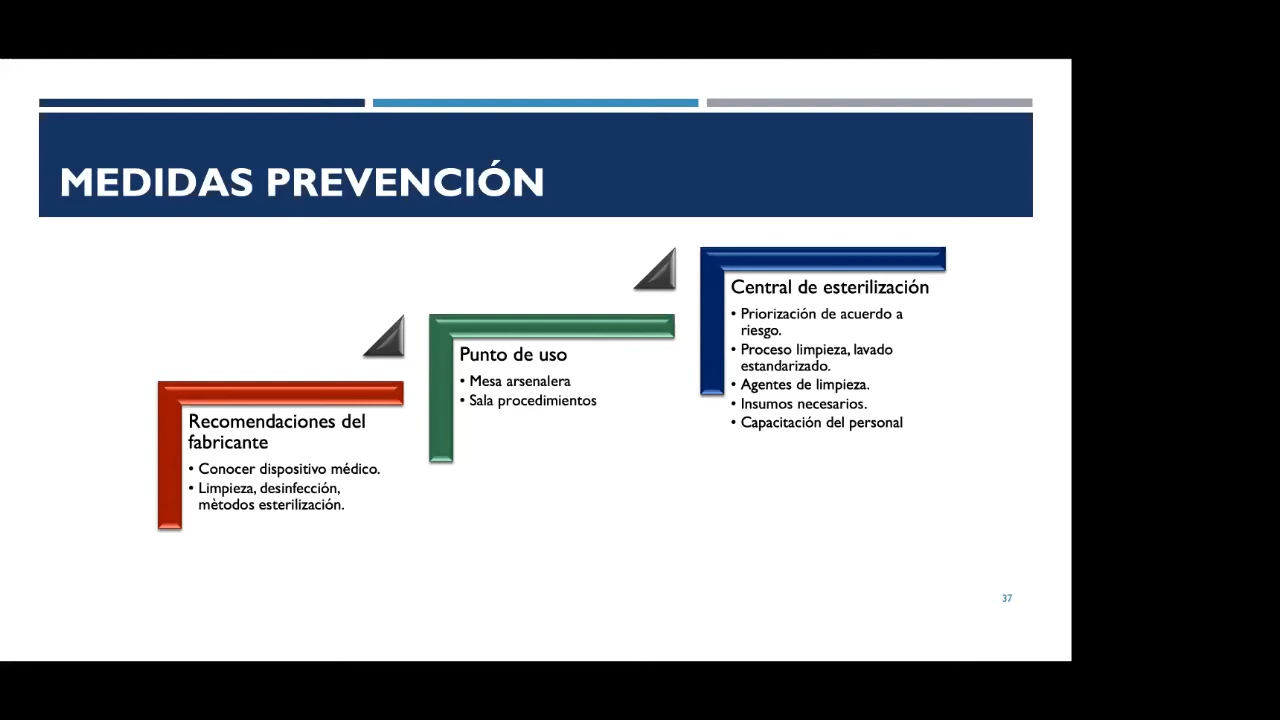 MEDIDAS PREVENCIÓN
Recomendaciones del
fabricante
• Conocer dispositivo médico.
• Limpieza, desinfección,
mètodos esterilización.
Punto de uso
• Mesa arsenalera
• Sala procedimientos
Central de esterilización
• Priorización de acuerdo a
riesgo.
• Proceso limpieza, lavado
estandarizado.
• Agentes de limpieza.
• Insumos necesarios.
• Capacitación del personal
37